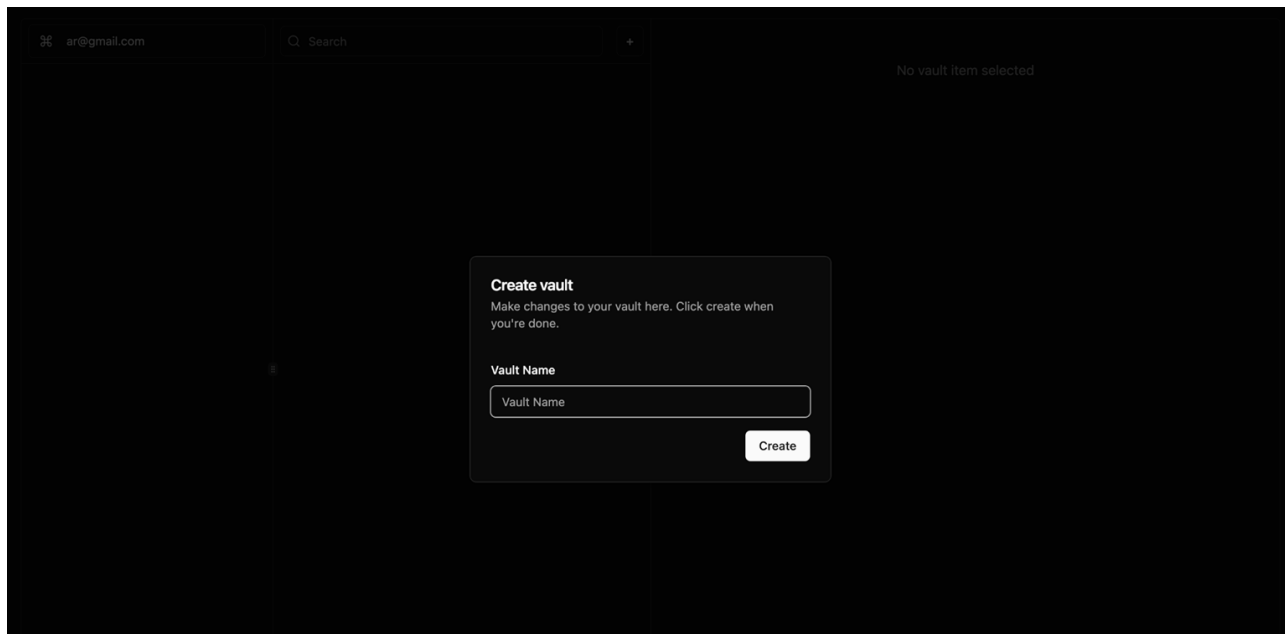 ⌘ ar@gmail.com
Search
+
No vault item selected
Create vault
Make changes to your vault here. Click create when
you're done.
Vault Name
Vault Name
Create